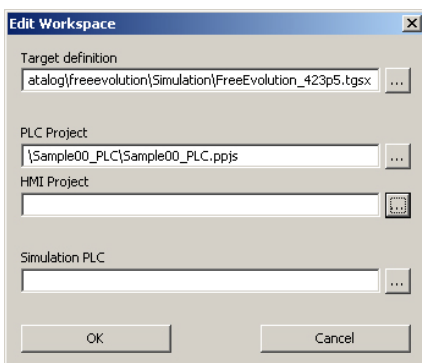 Edit Workspace
Target definition
atalog\freeevolution\Simulation\FreeEvolution_423p5.tgsx
...
PLC Project
\Sample00_PLC\Sample00_PLC.ppjs
...
HMI Project
...
Simulation PLC
...
OK
Cancel